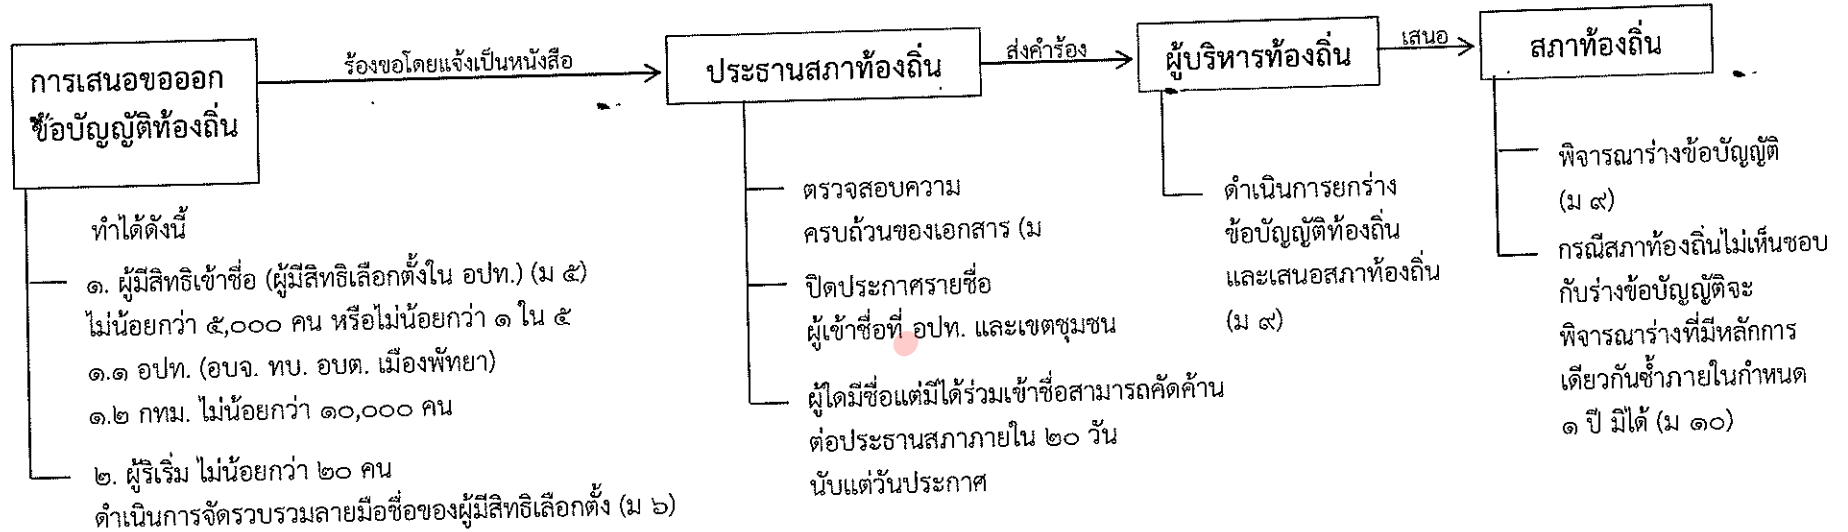 การเสนอขอออก
ข้อบัญญัติท้องถิ่น
ร้องขอโดยแจ้งเป็นหนังสือ
ประธานสภาท้องถิ่น
ส่งคำร้อง
ผู้บริหารท้องถิ่น
เสนอ
สภาท้องถิ่น
ทำได้ดังนี้
๑. ผู้มีสิทธิเข้าชื่อ (ผู้มีสิทธิเลือกตั้งใน อปท.) (ม ๕)
ไม่น้อยกว่า ๕,๐๐๐ คน หรือไม่น้อยกว่า ๑ ใน ๕
๑.๑ อปท. (อบจ. ทบ. อบต. เมืองพัทยา)
๑.๒ กทม. ไม่น้อยกว่า ๑๐,๐๐๐ คน
๒. ผู้ริเริ่ม ไม่น้อยกว่า ๒๐ คน
ดำเนินการจัดรวบรวมลายมือชื่อของผู้มีสิทธิเลือกตั้ง (ม ๖)
ตรวจสอบความ
ครบถ้วนของเอกสาร (ม
ปิดประกาศรายชื่อ
ผู้เข้าชื่อที่ อปท. และเขตชุมชน
ผู้ใดมีชื่อแต่มีได้ร่วมเข้าชื่อสามารถคัดค้าน
ต่อประธานสภาภายใน ๒๐ วัน
นับแต่วันประกาศ
ดำเนินการยกร่าง
ข้อบัญญัติท้องถิ่น
และเสนอสภาท้องถิ่น
(ม ๙)
พิจารณาร่างข้อบัญญัติ
(ม ๙)
กรณีสภาท้องถิ่นไม่เห็นชอบ
กับร่างข้อบัญญัติจะ
พิจารณาร่างที่มีหลักการ
เดียวกันซ้ำภายในกำหนด
๑ ปี มิได้ (ม ๑๐)